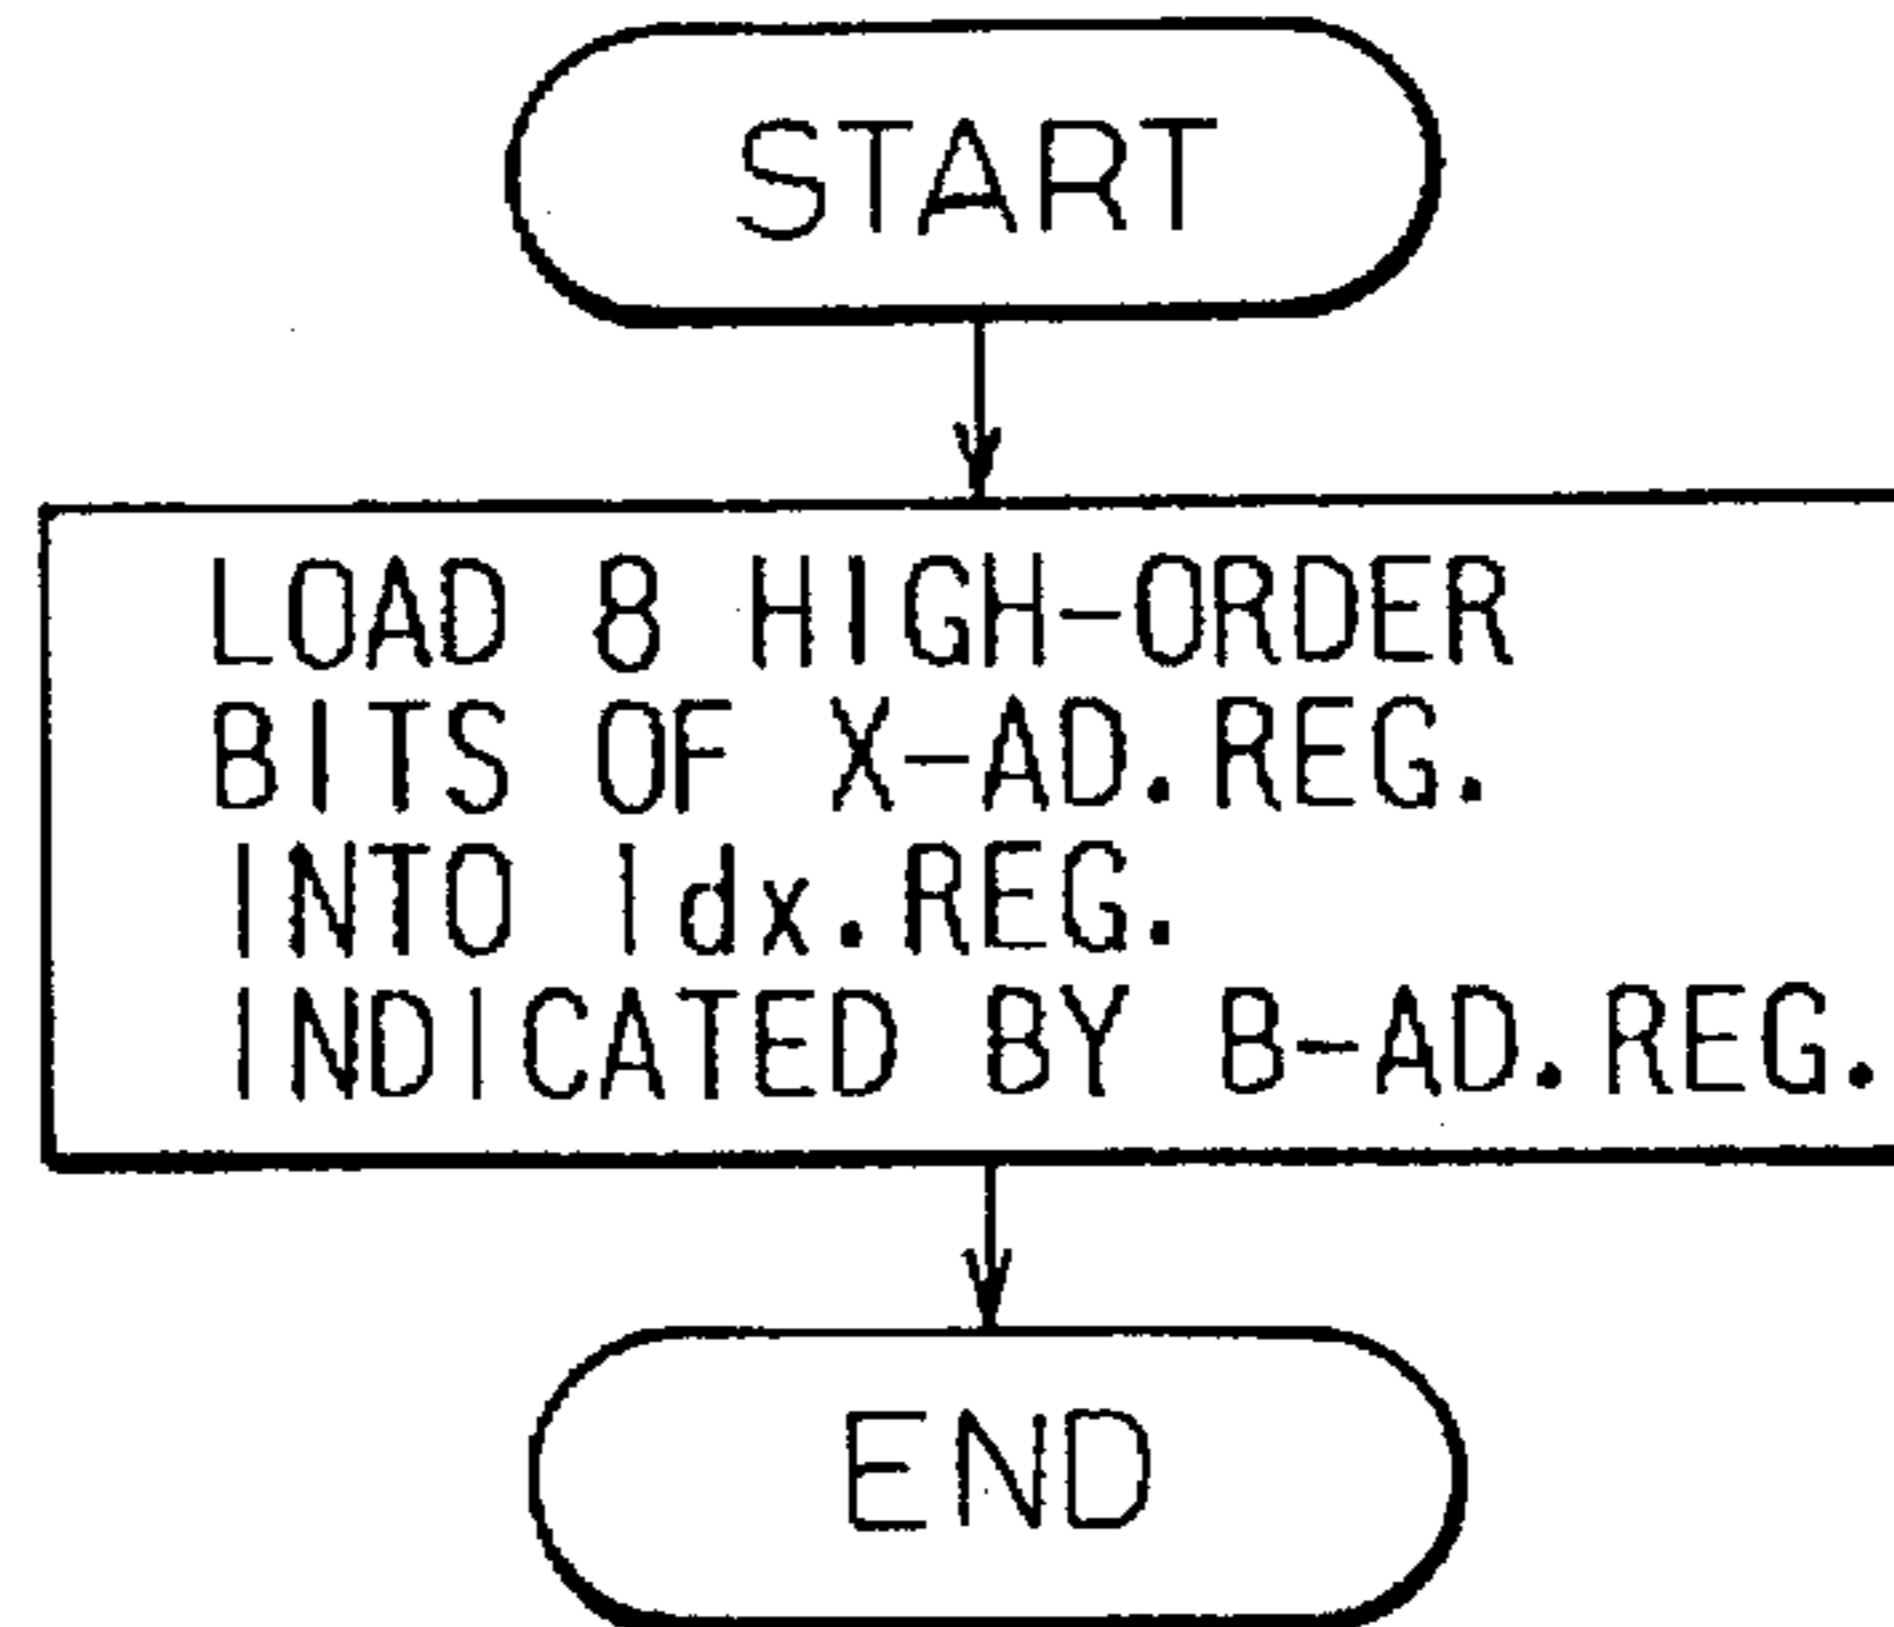 START
LOAD 8 HIGH-ORDER
BITS OF X-AD.REG.
INTO Idx.REG.
INDICATED BY B-AD.REG.
END